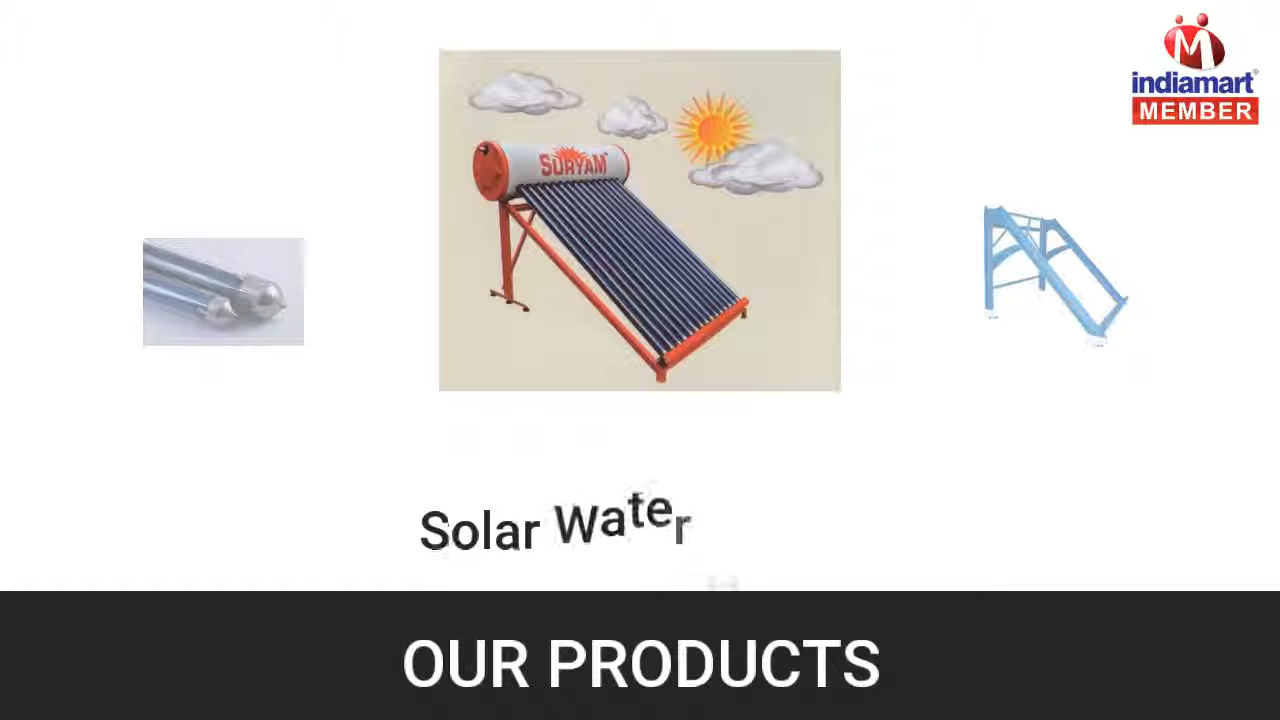 indiamart
MEMBER
SURYAM
Solar Water
OUR PRODUCTS